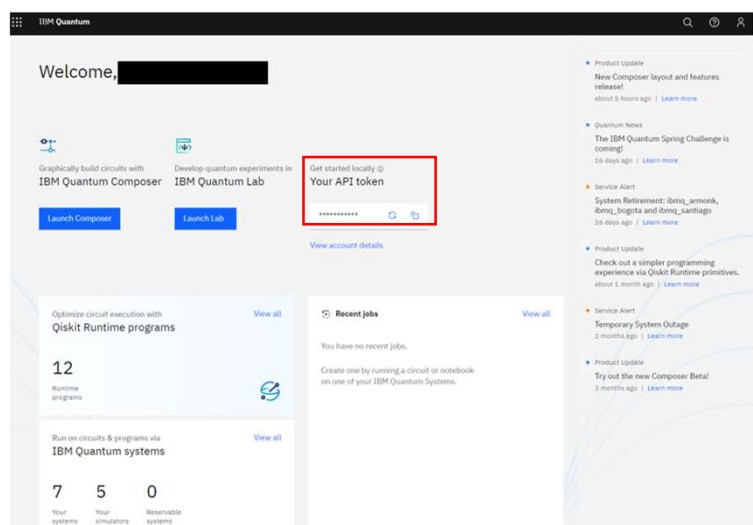 IBM Quantum
Welcome,
Graphically build circuits with
IBM Quantum Composer
Launch Composer
Develop quantum experiments in
IBM Quantum Lab
Launch Lab
Get started locally
Your API token
***********
View account details
Optimize circuit execution with
View all
Qiskit Runtime programs
12
Runtime
programs
Run on circuits & programs via
View all
IBM Quantum systems
7
Your
systems
5
Your
simulators
0
Reservable
systems
Recent jobs
View all
You have no recent jobs.
Create one by running a circuit or notebook
on one of your IBM Quantum Systems.
Product Update
New Composer layout and features
release!
about 5 hours ago | Learn more
Quantum News
The IBM Quantum Spring Challenge is
coming!
16 days ago | Learn more
Service Alert
System Retirement: ibmq_armonk,
ibmq_bogota and ibmq_santiago
26 days ago | Learn more
Product Update
Check out a simpler programming
experience via Qiskit Runtime primitives.
about 1 month ago | Learn more
Service Alert
Temporary System Outage
2 months ago | Learn more
Product Update
Try out the new Composer Beta!
3 months ago | Learn more